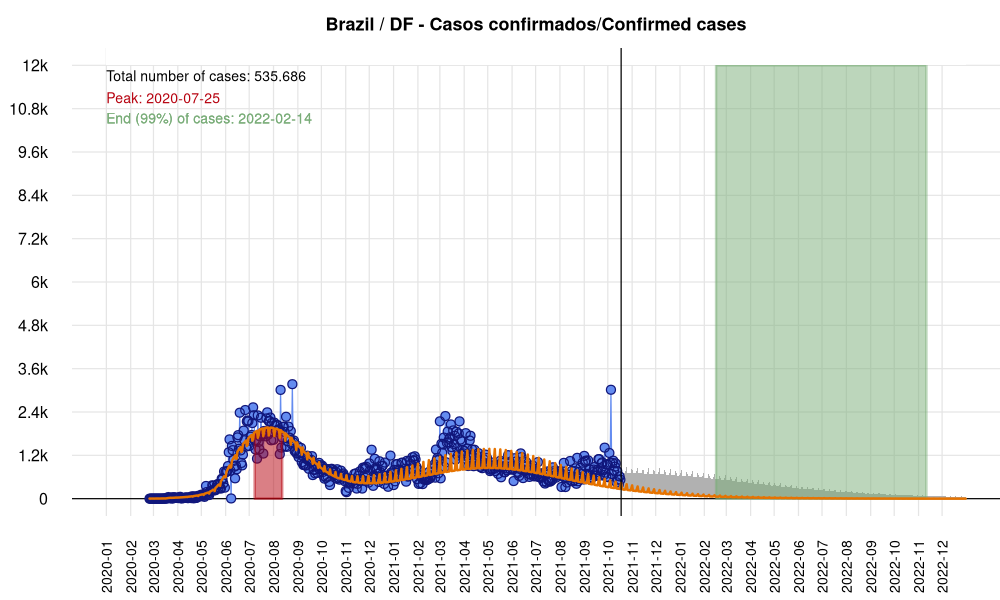 Brazil / DF - Casos confirmados/Confirmed cases
Total number of cases: 535.686
Peak: 2020-07-25
End (99%) of cases: 2022-02-14
12k
10.8k
9.6k
8.4k
7.2k
6k
4.8k
3.6k
2.4k
1.2k
0
2020-01
2020-02
2020-03
2020-04
2020-05
2020-06
2020-07
2020-08
2020-09
2020-10
2020-11
2020-12
2021-01
2021-02
2021-03
2021-04
2021-05
2021-06
2021-07
2021-08
2021-09
2021-10
2021-11
2021-12
2022-01
2022-02
2022-03
2022-04
2022-05
2022-06
2022-07
2022-08
2022-09
2022-10
2022-11
2022-12